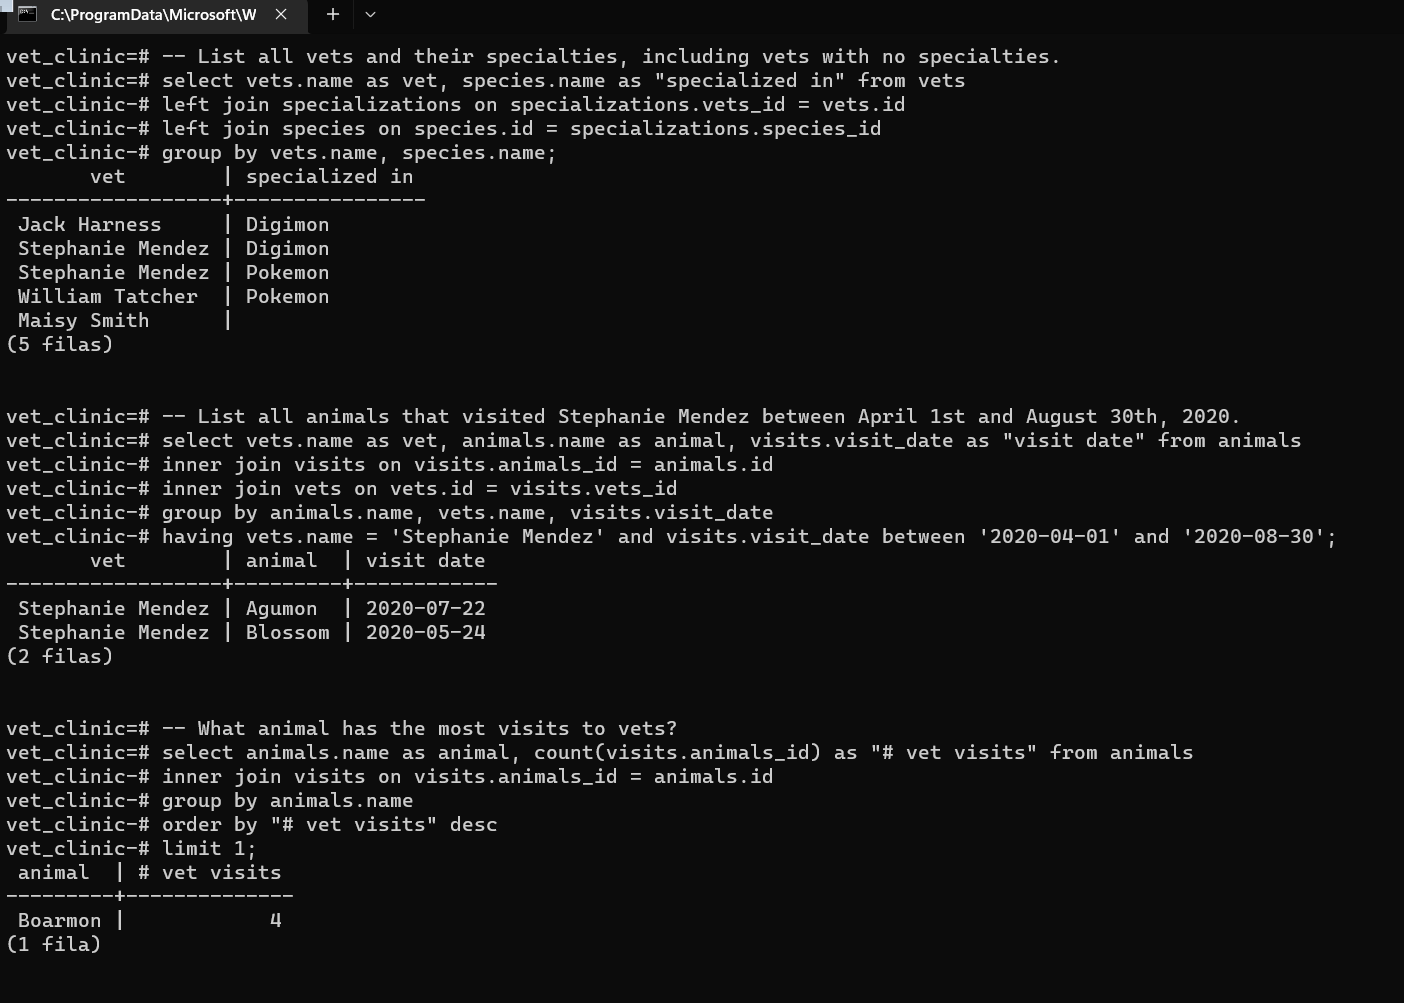 C:\ProgramData\Microsoft\W
vet_clinic=# -- List all vets and their specialties, including vets with no specialties.
vet_clinic=# select vets.name as vet, species.name as "specialized in" from vets
vet_clinic-# left join specializations on specializations.vets_id = vets.id
vet_clinic-# left join species on species.id = specializations.species_id
vet_clinic-# group by vets.name, species.name;
       vet        | specialized in
------------------+----------------
 Jack Harness     | Digimon
 Stephanie Mendez | Digimon
 Stephanie Mendez | Pokemon
 William Tatcher  | Pokemon
 Maisy Smith      |
(5 filas)
vet_clinic=# -- List all animals that visited Stephanie Mendez between April 1st and August 30th, 2020.
vet_clinic=# select vets.name as vet, animals.name as animal, visits.visit_date as "visit date" from animals
vet_clinic-# inner join visits on visits.animals_id = animals.id
vet_clinic-# inner join vets on vets.id = visits.vets_id
vet_clinic-# group by animals.name, vets.name, visits.visit_date
vet_clinic-# having vets.name = 'Stephanie Mendez' and visits.visit_date between '2020-04-01' and '2020-08-30';
       vet        | animal  | visit date
------------------+---------+------------
 Stephanie Mendez | Agumon  | 2020-07-22
 Stephanie Mendez | Blossom | 2020-05-24
(2 filas)
vet_clinic=# -- What animal has the most visits to vets?
vet_clinic=# select animals.name as animal, count(visits.animals_id) as "# vet visits" from animals
vet_clinic-# inner join visits on visits.animals_id = animals.id
vet_clinic-# group by animals.name
vet_clinic-# order by "# vet visits" desc
vet_clinic-# limit 1;
 animal  | # vet visits
---------+--------------
 Boarmon |            4
(1 fila)